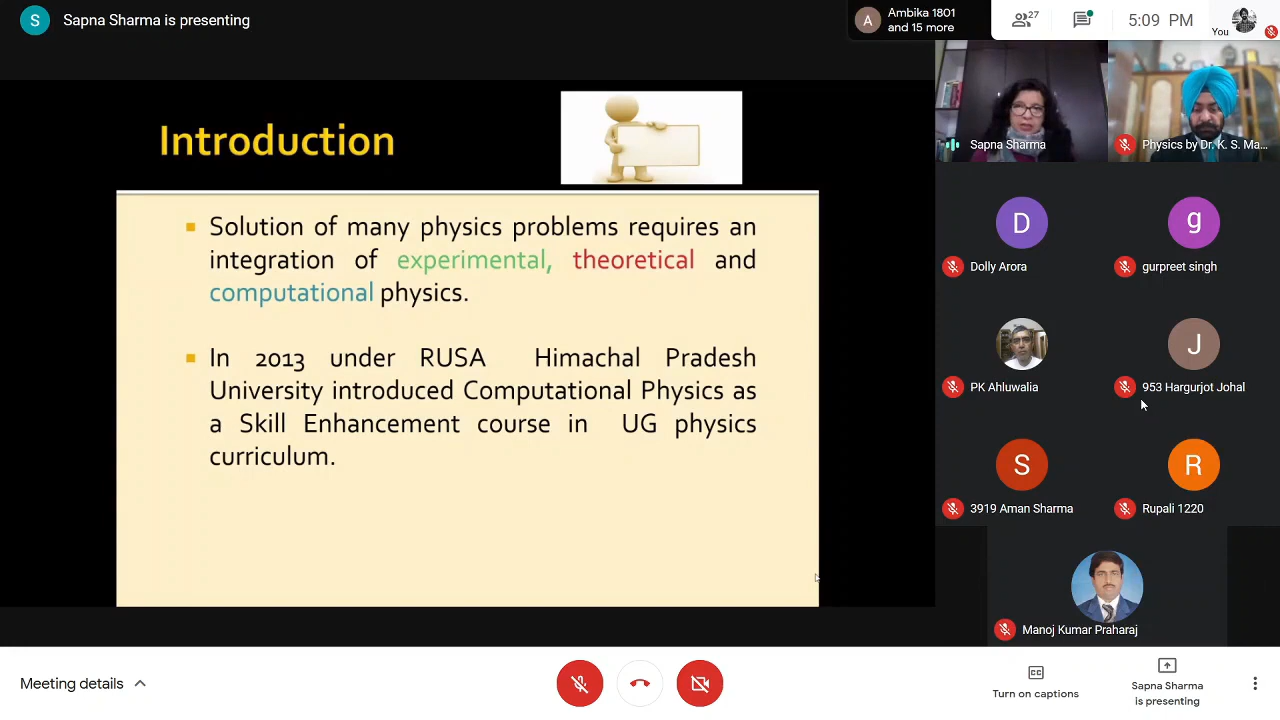 S
Sapna Sharma is presenting
A
Ambika 1801
and 15 more
27
5:09 PM
You
Introduction
Solution of many physics problems requires an
integration of experimental, theoretical and
computational physics.
In 2013 under RUSA Himachal Pradesh
University introduced Computational Physics as
a Skill Enhancement course in UG physics
curriculum.
Sapna Sharma
Physics by Dr. K. S. Ma...
D
Dolly Arora
g
gurpreet singh
PK Ahluwalia
J
953 Hargurjot Johal
S
3919 Aman Sharma
R
Rupali 1220
Manoj Kumar Praharaj
Meeting details
CC
Turn on captions
Sapna Sharma
is presenting